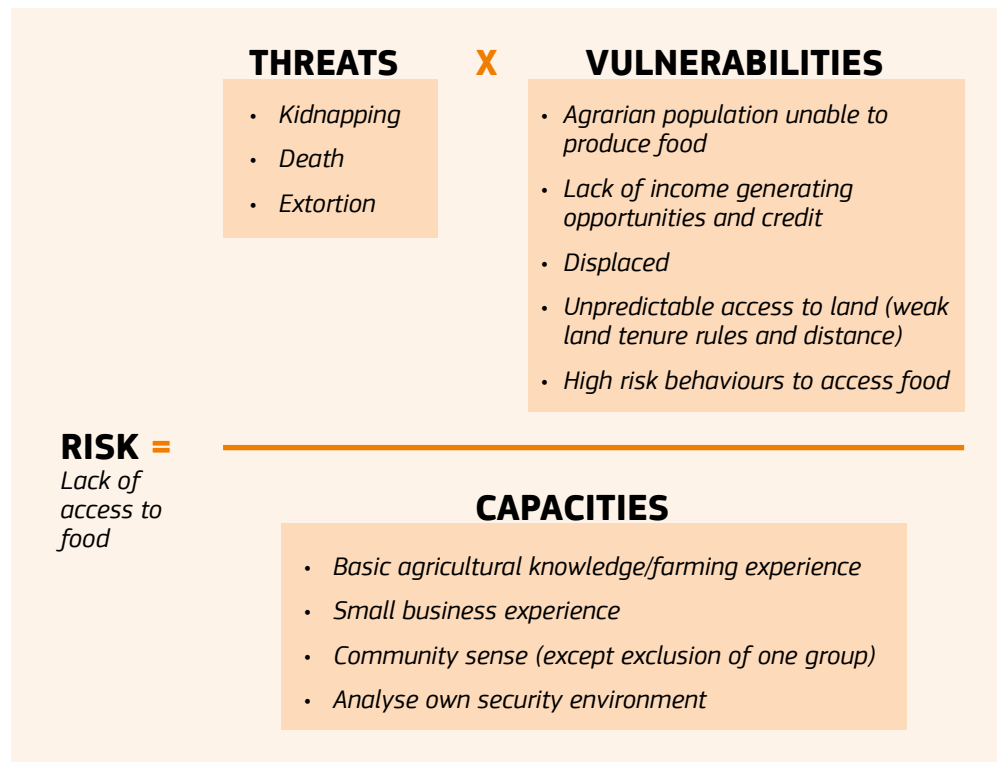 THREATS X VULNERABILITIES
• Kidnapping
• Death
• Extortion
• Agrarian population unable to
produce food
• Lack of income generating
opportunities and credit
• Displaced
• Unpredictable access to land (weak
land tenure rules and distance)
• High risk behaviours to access food
RISK =
Lack of
access to
food
CAPACITIES
• Basic agricultural knowledge/farming experience
• Small business experience
• Community sense (except exclusion of one group)
• Analyse own security environment